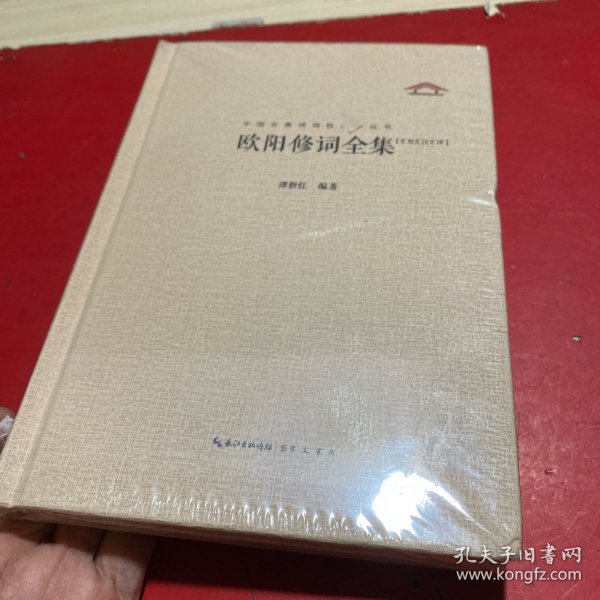 中国古典诗词校 丛书
欧阳修词全集【汇校汇注汇评】
谭新红 编著
长江出版传媒 崇文书局
孔夫子旧书网
www.kongfz.com